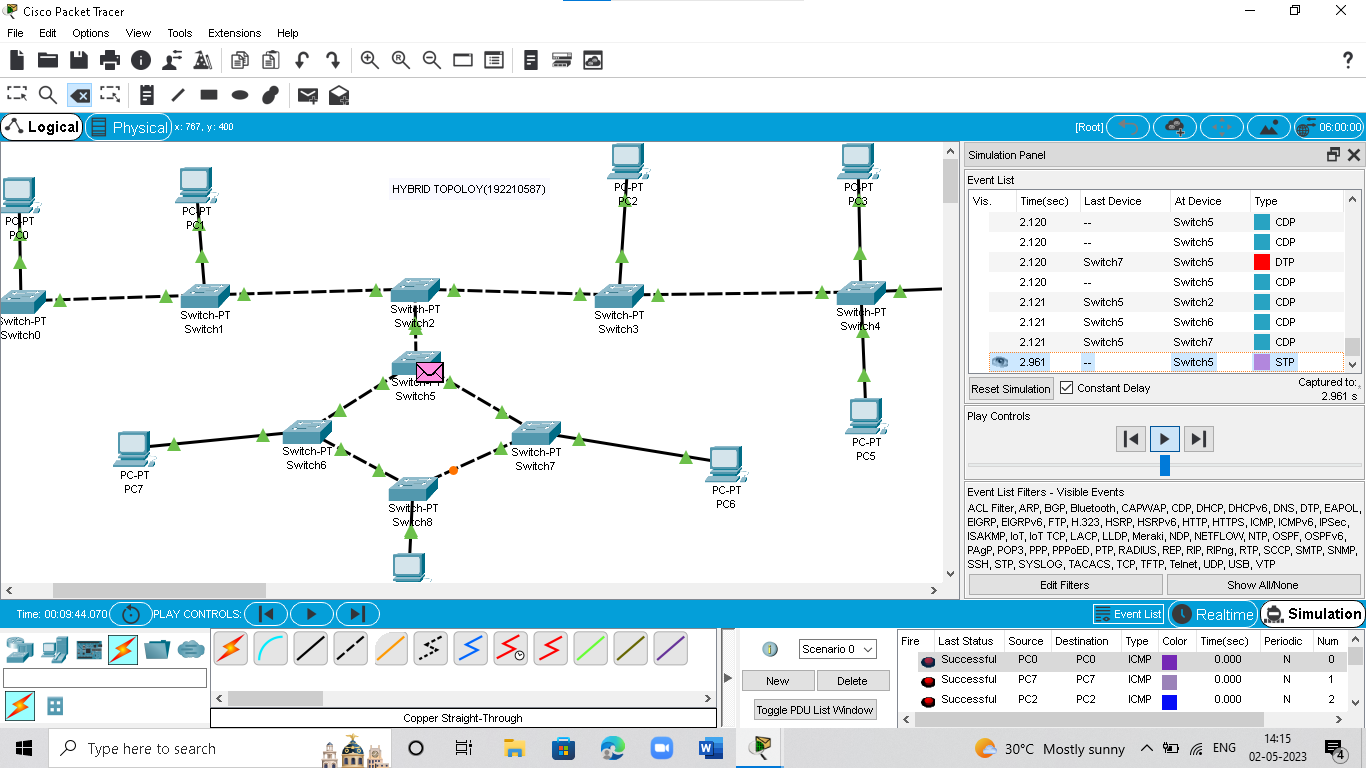 Cisco Packet Tracer
File Edit Options View Tools Extensions Help
Logical Physical x: 767, y: 400 [Root] 06:00:00
HYBRID TOPOLOY(192210587)
PC-PT
PC0
PC-PT
PC1
PC-PT
PC2
PC-PT
PC3
Switch-PT
Switch0
Switch-PT
Switch1
Switch-PT
Switch2
Switch-PT
Switch3
Switch-PT
Switch4
Switch-PT
Switch5
Switch-PT
Switch6
Switch-PT
Switch7
Switch-PT
Switch8
PC-PT
PC5
PC-PT
PC7
PC-PT
PC6
Simulation Panel
Event List
Vis. Time(sec) Last Device At Device Type
2.120 -- Switch5 CDP
2.120 -- Switch5 CDP
2.120 Switch7 Switch5 DTP
2.120 -- Switch5 CDP
2.121 Switch5 Switch2 CDP
2.121 Switch5 Switch6 CDP
2.121 Switch5 Switch7 CDP
2.961 -- Switch5 STP
Reset Simulation Constant Delay Captured to:
2.961 s
Play Controls
Event List Filters - Visible Events
ACL Filter, ARP, BGP, Bluetooth, CAPWAP, CDP, DHCP, DHCPv6, DNS, DTP, EAPOL,
EIGRP, EIGRPv6, FTP, H.323, HSRP, HSRPv6, HTTP, HTTPS, ICMP, ICMPv6, IPSec,
ISAKMP, IoT, IoT TCP, LACP, LLDP, Meraki, NDP, NETFLOW, NTP, OSPF, OSPFv6,
PAgP, POP3, PPP, PPPoED, PTP, RADIUS, REP, RIP, RIPng, RTP, SCCP, SMTP, SNMP,
SSH, STP, SYSLOG, TACACS, TCP, TFTP, Telnet, UDP, USB, VTP
Edit Filters Show All/None
Time: 00:09:44.070 PLAY CONTROLS: Event List Realtime Simulation
Copper Straight-Through
Scenario 0
New Delete
Toggle PDU List Window
Fire Last Status Source Destination Type Color Time(sec) Periodic Num
Successful PC0 PC0 ICMP 0.000 N 0
Successful PC7 PC7 ICMP 0.000 N 1
Successful PC2 PC2 ICMP 0.000 N 2
Type here to search
30°C Mostly sunny ENG 14:15
02-05-2023
4